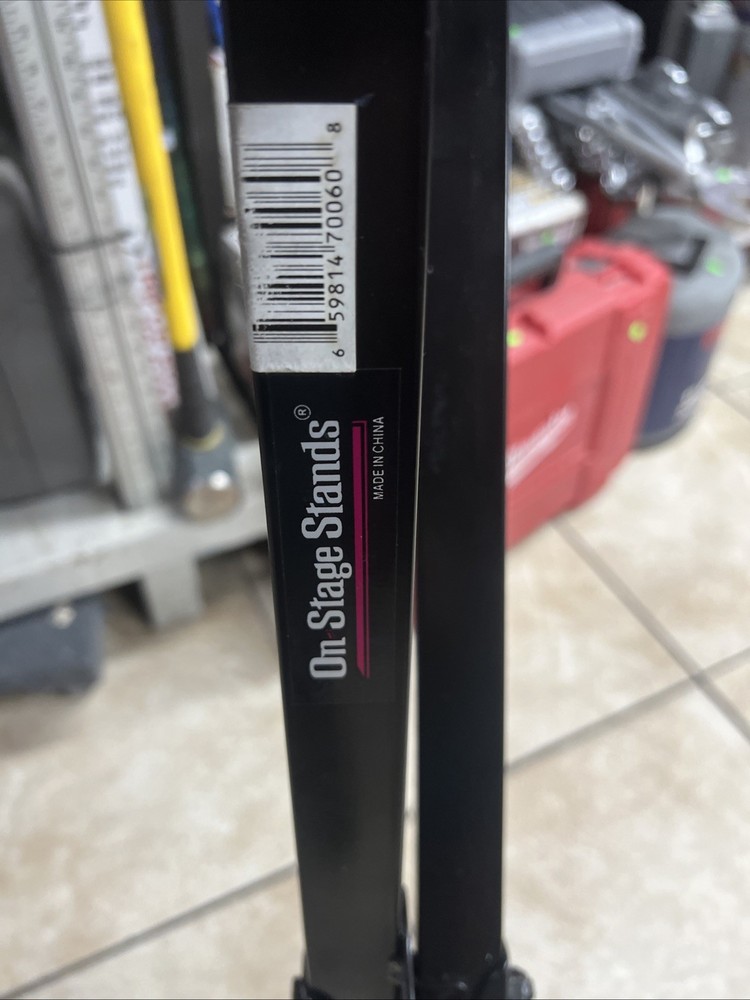 6 59814 70060 8
On Stage Stands®
MADE IN CHINA